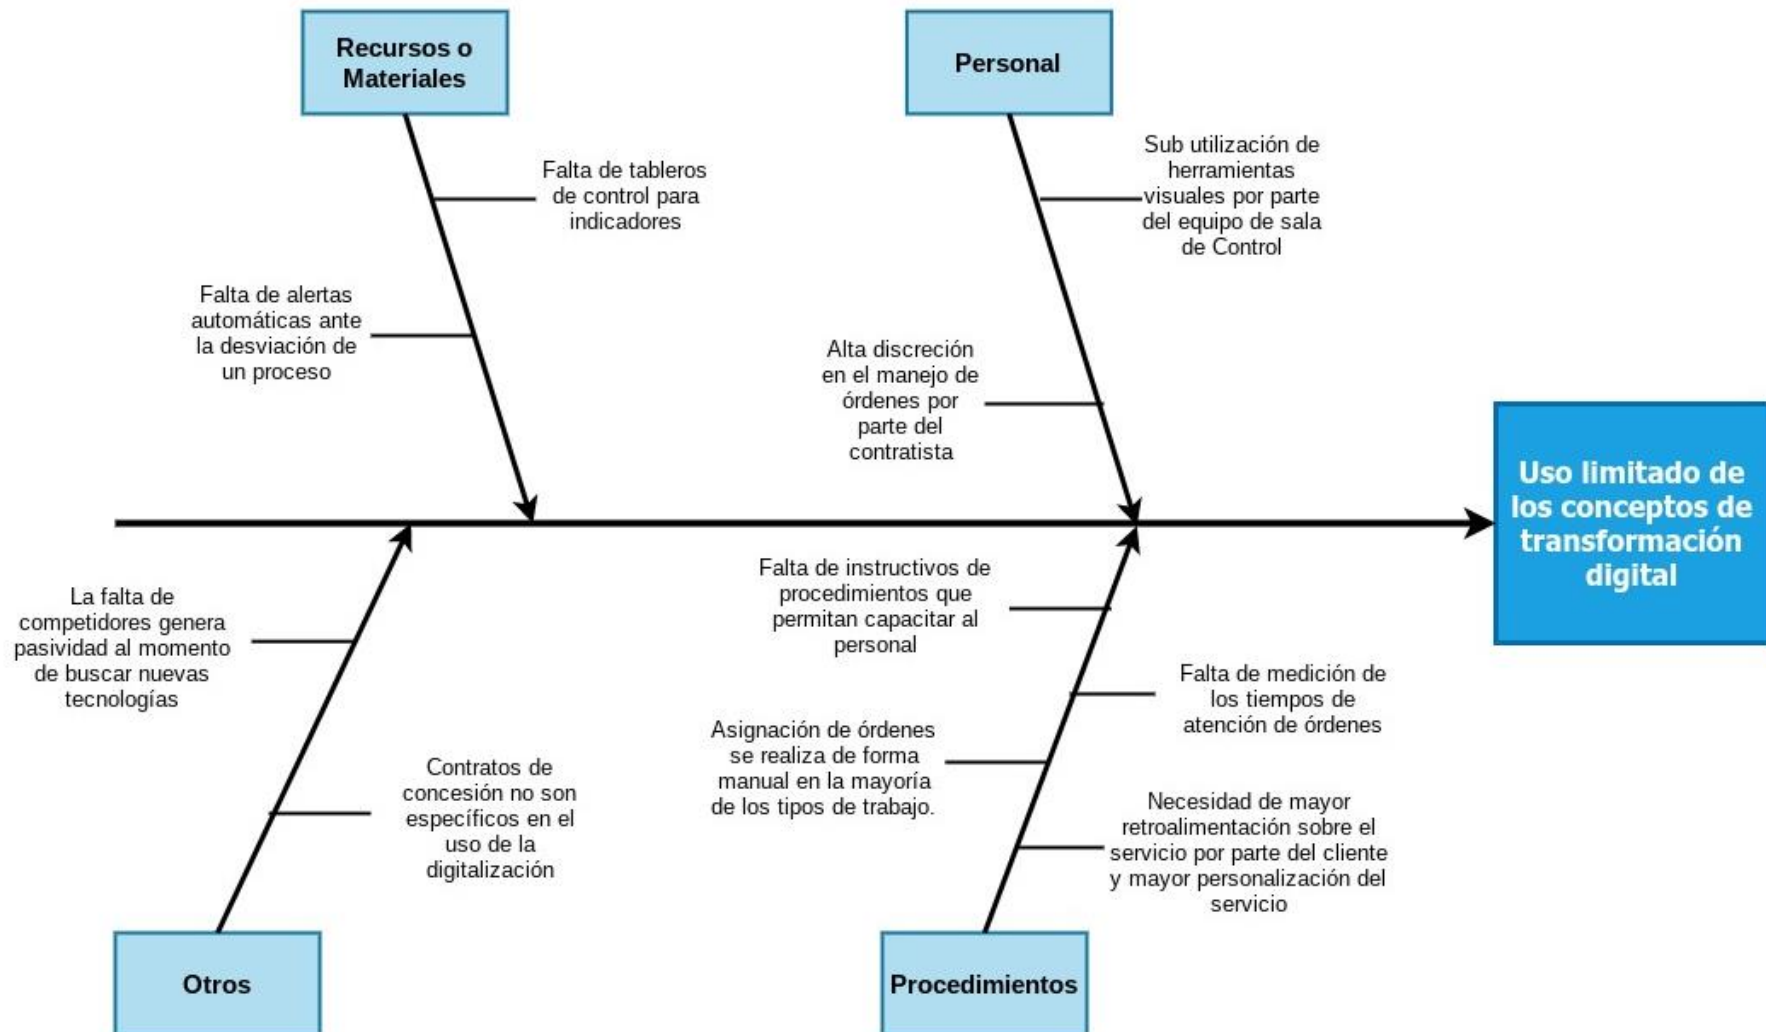 Recursos o
Materiales
Personal
Falta de tableros
de control para
indicadores
Sub utilización de
herramientas
visuales por parte
del equipo de sala
de Control
Falta de alertas
automáticas ante
la desviación de
un proceso
Alta discreción
en el manejo de
órdenes por
parte del
contratista
Uso limitado de
los conceptos de
transformación
digital
La falta de
competidores genera
pasividad al momento
de buscar nuevas
tecnologías
Contratos de
concesión no son
específicos en el
uso de la
digitalización
Falta de instructivos de
procedimientos que
permitan capacitar al
personal
Falta de medición de
los tiempos de
atención de órdenes
Asignación de órdenes
se realiza de forma
manual en la mayoría
de los tipos de trabajo.
Necesidad de mayor
retroalimentación sobre el
servicio por parte del cliente
y mayor personalización del
servicio
Otros
Procedimientos